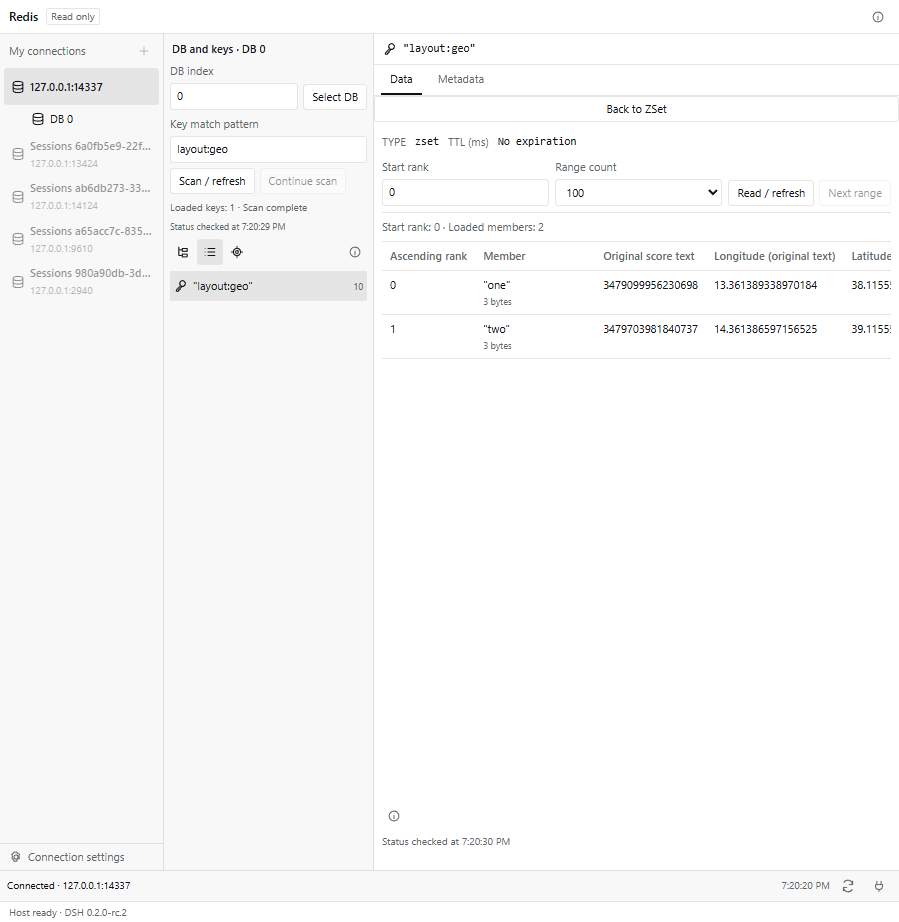 Redis Read only
My connections
127.0.0.1:14337
DB 0
Sessions 6a0fb5e9-22f...
127.0.0.1:13424
Sessions ab6db273-33...
127.0.0.1:14124
Sessions a65acc7c-835...
127.0.0.1:9610
Sessions 980a90db-3d...
127.0.0.1:2940
Connection settings
DB and keys · DB 0
DB index
0 Select DB
Key match pattern
layout:geo
Scan / refresh Continue scan
Loaded keys: 1 · Scan complete
Status checked at 7:20:29 PM
"layout:geo" 10
"layout:geo"
Data Metadata
Back to ZSet
TYPE zset TTL (ms) No expiration
Start rank Range count
0 100 Read / refresh Next range
Start rank: 0 · Loaded members: 2
Ascending rank Member Original score text Longitude (original text) Latitude
0 "one" 3479099956230698 13.361389338970184 38.1155
3 bytes
1 "two" 3479703981840737 14.361386597156525 39.1155
3 bytes
Status checked at 7:20:30 PM
Connected · 127.0.0.1:14337 7:20:20 PM
Host ready · DSH 0.2.0-rc.2